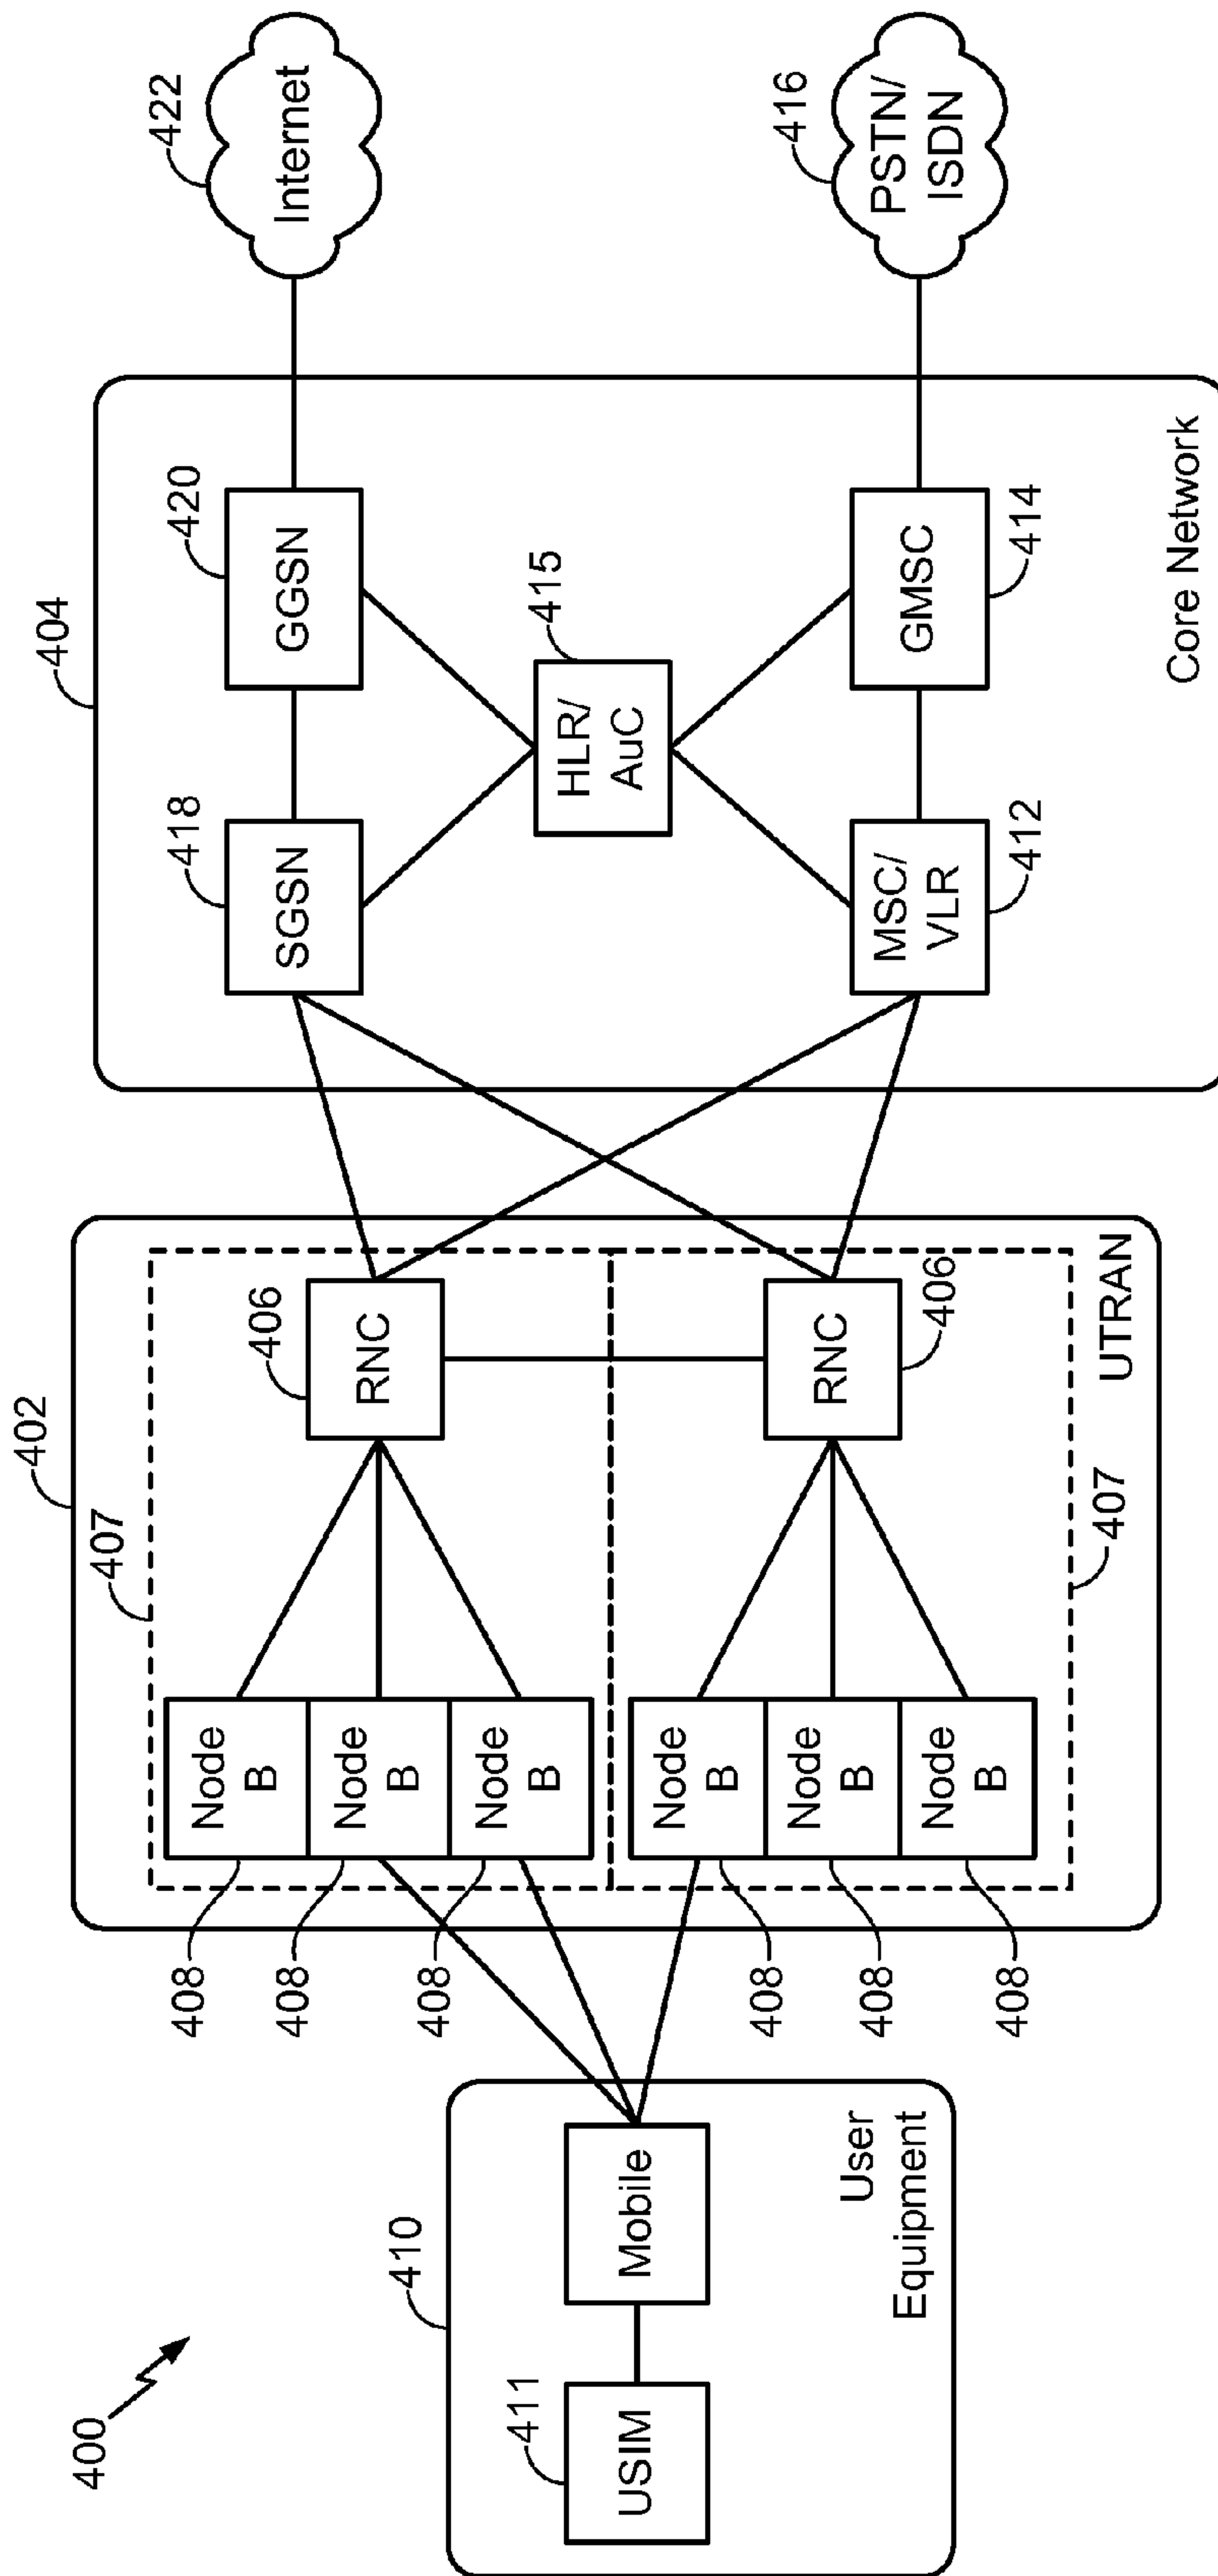 400
410
411
USIM
Mobile
User
Equipment
402
407
408
408
408
408
408
408
Node
B
Node
B
Node
B
Node
B
Node
B
Node
B
406
RNC
RNC
406
407
UTRAN
404
418
SGSN
420
GGSN
415
HLR/
AuC
MSC/
VLR
412
GMSC
414
Core Network
422
Internet
416
PSTN/
ISDN